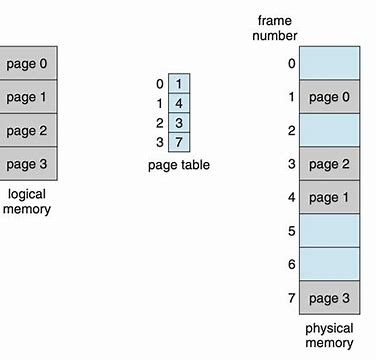 page 0
page 1
page 2
page 3
logical
memory
0 1
1 4
2 3
3 7
page table
frame
number
0
1 page 0
2
3 page 2
4 page 1
5
6
7 page 3
physical
memory